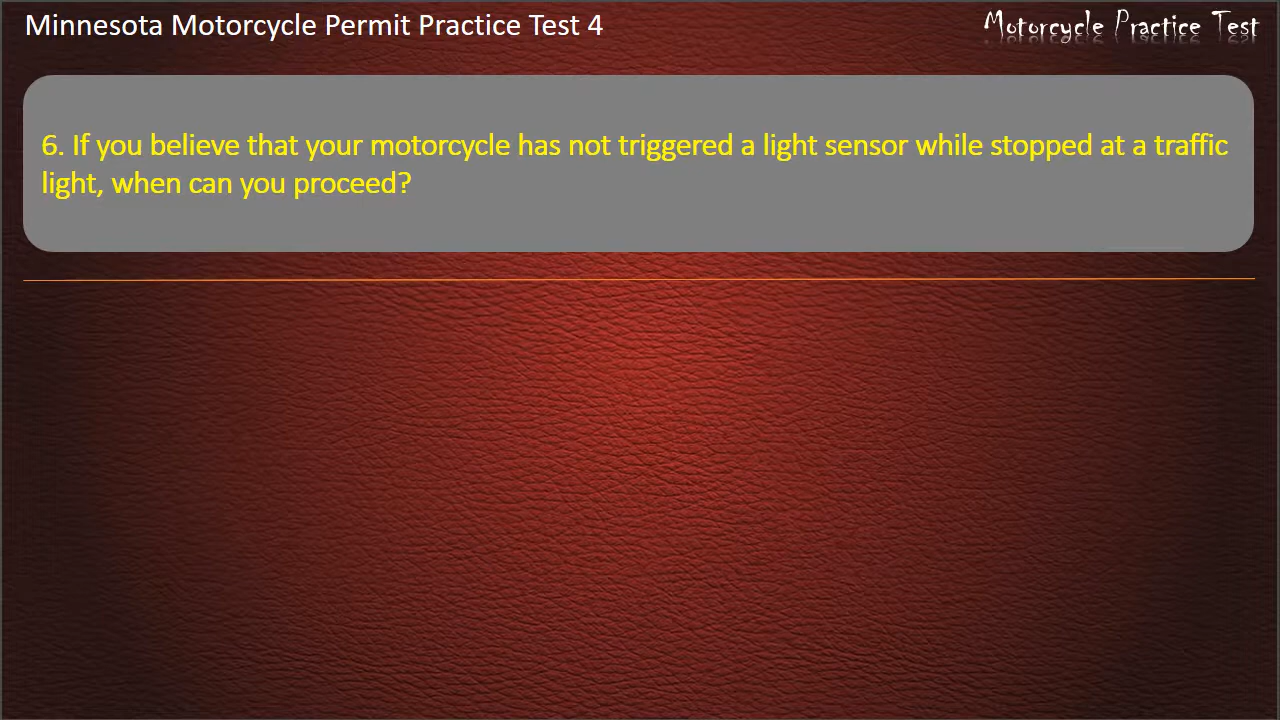 Minnesota Motorcycle Permit Practice Test 4
Motorcycle Practice Test
6. If you believe that your motorcycle has not triggered a light sensor while stopped at a traffic
light, when can you proceed?